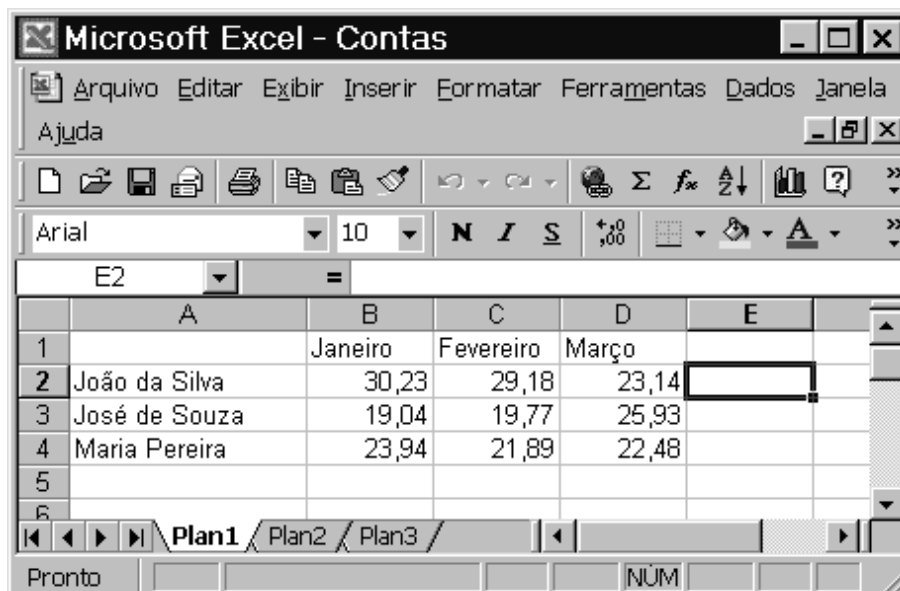 Microsoft Excel - Contas
Arquivo Editar Exibir Inserir Formatar Ferramentas Dados Janela
Ajuda
Arial 10 N I S A
E2 =
A B C D E
1 Janeiro Fevereiro Março
2 João da Silva 30,23 29,18 23,14
3 José de Souza 19,04 19,77 25,93
4 Maria Pereira 23,94 21,89 22,48
5
6
Plan1 Plan2 Plan3
Pronto NÚM